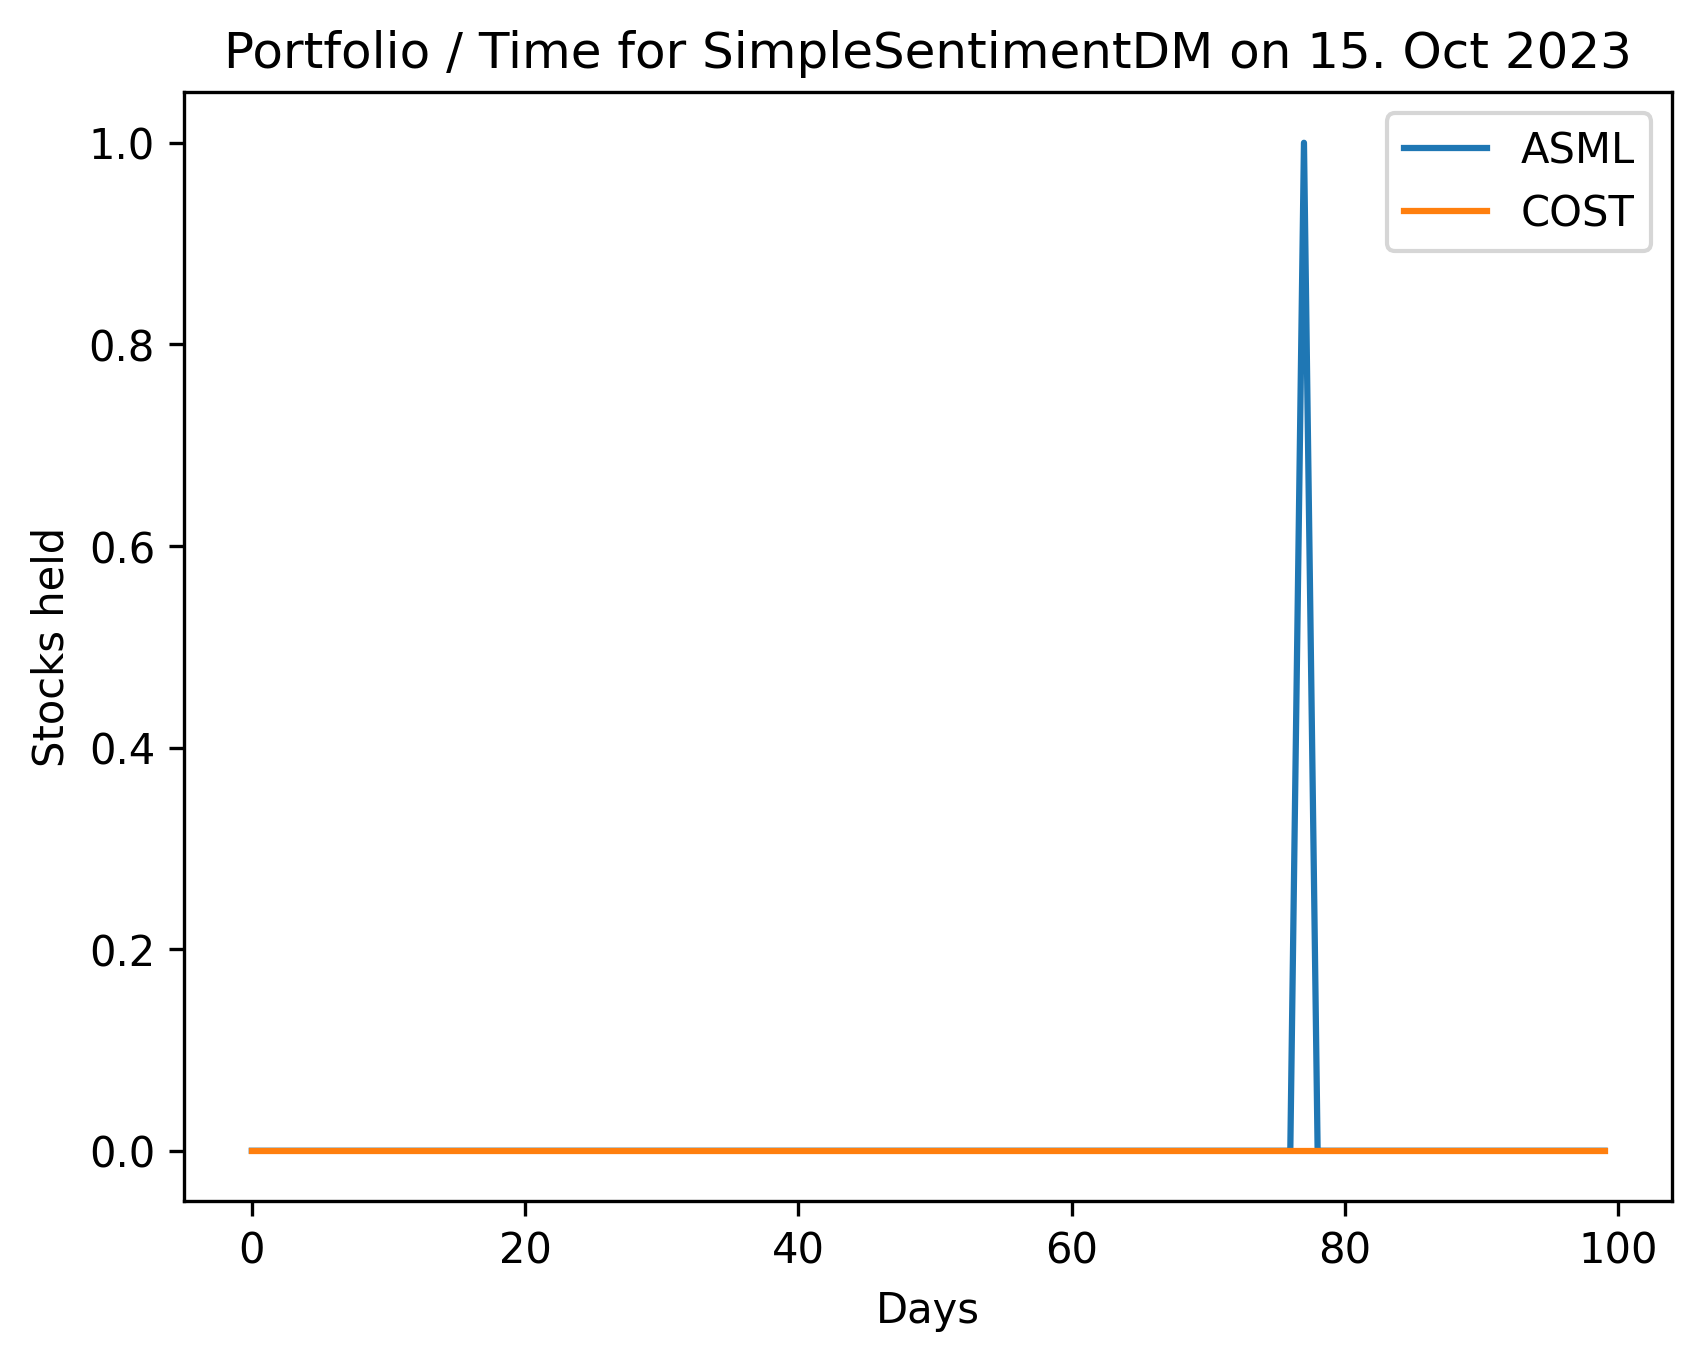 Portfolio / Time for SimpleSentimentDM on 15. Oct 2023
ASML
COST
1.0
0.8
0.6
0.4
0.2
0.0
Stocks held
0 20 40 60 80 100
Days